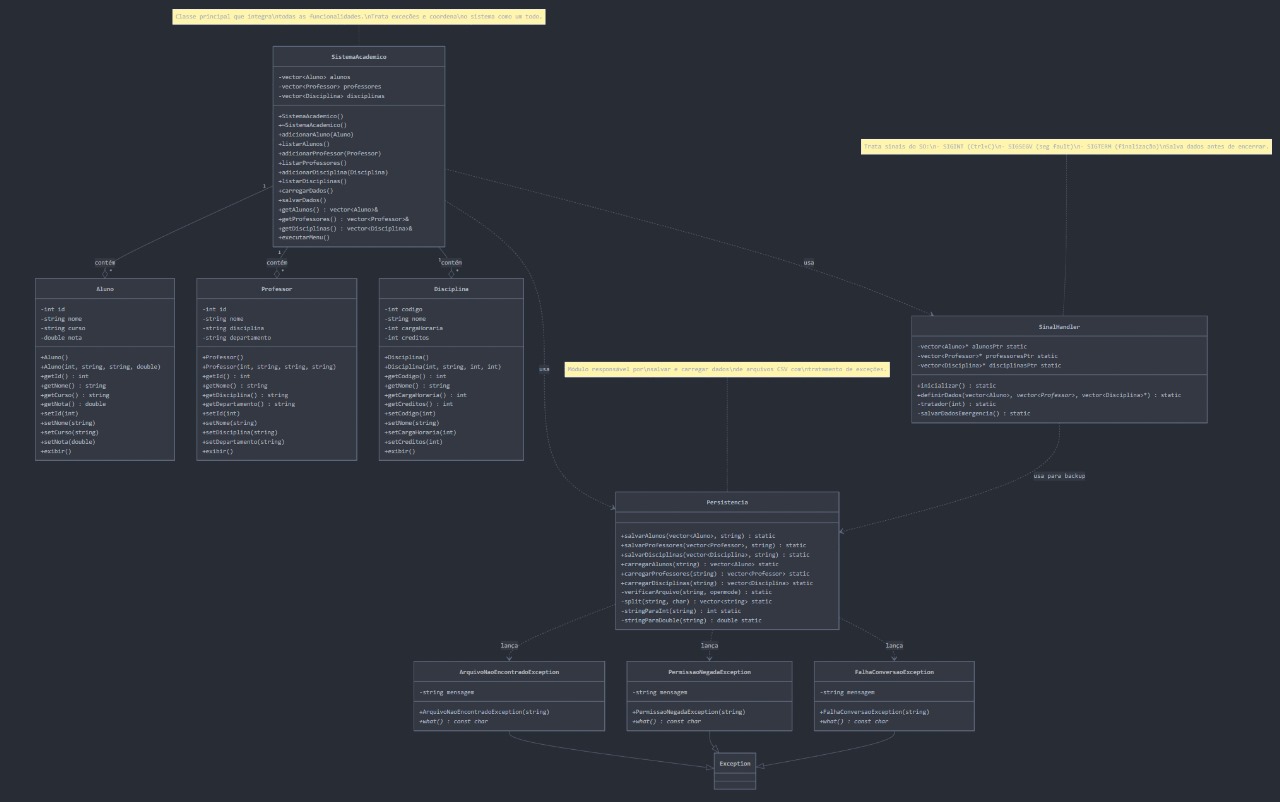 Classe principal que integra\ntodas as funcionalidades.\nTrata exceções e coordena\no sistema como um todo.
SistemaAcademico
-vector<Aluno> alunos
-vector<Professor> professores
-vector<Disciplina> disciplinas
+SistemaAcademico()
+~SistemaAcademico()
+adicionarAluno(Aluno)
+listarAlunos()
+adicionarProfessor(Professor)
+listarProfessores()
+adicionarDisciplina(Disciplina)
+listarDisciplinas()
+carregarDados()
+salvarDados()
+getAlunos() : vector<Aluno>&
+getProfessores() : vector<Professor>&
+getDisciplinas() : vector<Disciplina>&
+executarMenu()
Trata sinais do SO:\n- SIGINT (Ctrl+C)\n- SIGSEGV (seg fault)\n- SIGTERM (finalização)\nSalva dados antes de encerrar.
1
1
1
contém
*
contém
*
contém
*
usa
Aluno
-int id
-string nome
-string curso
-double nota
+Aluno()
+Aluno(int, string, string, double)
+getId() : int
+getNome() : string
+getCurso() : string
+getNota() : double
+setId(int)
+setNome(string)
+setCurso(string)
+setNota(double)
+exibir()
Professor
-int id
-string nome
-string disciplina
-string departamento
+Professor()
+Professor(int, string, string, string)
+getId() : int
+getNome() : string
+getDisciplina() : string
+getDepartamento() : string
+setId(int)
+setNome(string)
+setDisciplina(string)
+setDepartamento(string)
+exibir()
Disciplina
-int codigo
-string nome
-int cargaHoraria
-int creditos
+Disciplina()
+Disciplina(int, string, int, int)
+getCodigo() : int
+getNome() : string
+getCargaHoraria() : int
+getCreditos() : int
+setCodigo(int)
+setNome(string)
+setCargaHoraria(int)
+setCreditos(int)
+exibir()
usa
Módulo responsável por\nsalvar e carregar dados\nde arquivos CSV com\ntratamento de exceções.
SinalHandler
-vector<Aluno>* alunosPtr static
-vector<Professor>* professoresPtr static
-vector<Disciplina>* disciplinasPtr static
+inicializar() : static
+definirDados(vector<Aluno>, vector<Professor>, vector<Disciplina>*) : static
-tratador(int) : static
-salvarDadosEmergencia() : static
usa para backup
Persistencia
+salvarAlunos(vector<Aluno>, string) : static
+salvarProfessores(vector<Professor>, string) : static
+salvarDisciplinas(vector<Disciplina>, string) : static
+carregarAlunos(string) : vector<Aluno> static
+carregarProfessores(string) : vector<Professor> static
+carregarDisciplinas(string) : vector<Disciplina> static
-verificarArquivo(string, openmode) : static
-split(string, char) : vector<string> static
-stringParaInt(string) : int static
-stringParaDouble(string) : double static
lança
lança
lança
ArquivoNaoEncontradoException
-string mensagem
+ArquivoNaoEncontradoException(string)
+what() : const char
PermissaoNegadaException
-string mensagem
+PermissaoNegadaException(string)
+what() : const char
FalhaConversaoException
-string mensagem
+FalhaConversaoException(string)
+what() : const char
Exception